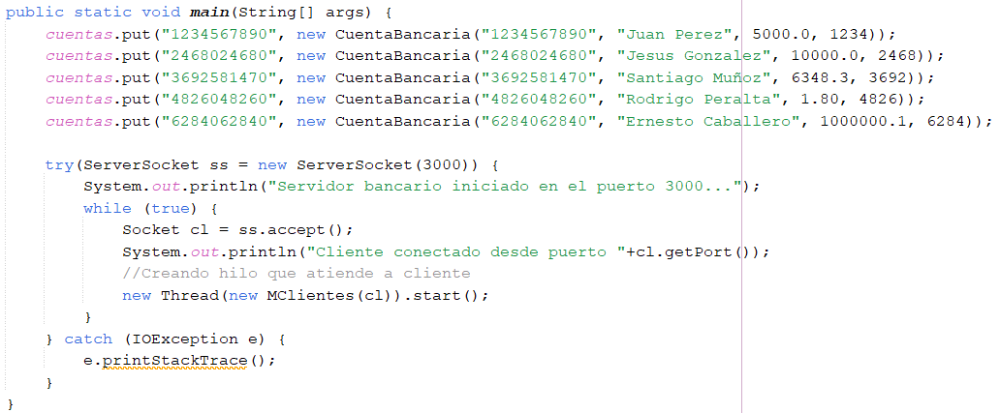 public static void main(String[] args) {
cuentas.put("1234567890", new CuentaBancaria("1234567890", "Juan Perez", 5000.0, 1234));
cuentas.put("2468024680", new CuentaBancaria("2468024680", "Jesus Gonzalez", 10000.0, 2468));
cuentas.put("3692581470", new CuentaBancaria("3692581470", "Santiago Muñoz", 6348.3, 3692));
cuentas.put("4826048260", new CuentaBancaria("4826048260", "Rodrigo Peralta", 1.80, 4826));
cuentas.put("6284062840", new CuentaBancaria("6284062840", "Ernesto Caballero", 1000000.1, 6284));
try(ServerSocket ss = new ServerSocket(3000)) {
System.out.println("Servidor bancario iniciado en el puerto 3000...");
while (true) {
Socket cl = ss.accept();
System.out.println("Cliente conectado desde puerto "+cl.getPort());
//Creando hilo que atiende a cliente
new Thread(new MClientes(cl)).start();
}
} catch (IOException e) {
e.printStackTrace();
}
}